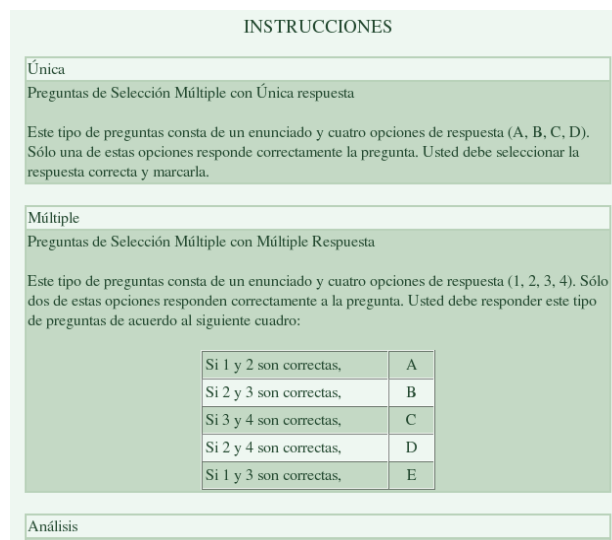 INSTRUCCIONES
Única
Preguntas de Selección Múltiple con Única respuesta
Este tipo de preguntas consta de un enunciado y cuatro opciones de respuesta (A, B, C, D).
Sólo una de estas opciones responde correctamente la pregunta. Usted debe seleccionar la
respuesta correcta y marcarla.
Múltiple
Preguntas de Selección Múltiple con Múltiple Respuesta
Este tipo de preguntas consta de un enunciado y cuatro opciones de respuesta (1, 2, 3, 4). Sólo
dos de estas opciones responden correctamente a la pregunta. Usted debe responder este tipo
de preguntas de acuerdo al siguiente cuadro:
Si 1 y 2 son correctas, A
Si 2 y 3 son correctas, B
Si 3 y 4 son correctas, C
Si 2 y 4 son correctas, D
Si 1 y 3 son correctas, E
Análisis